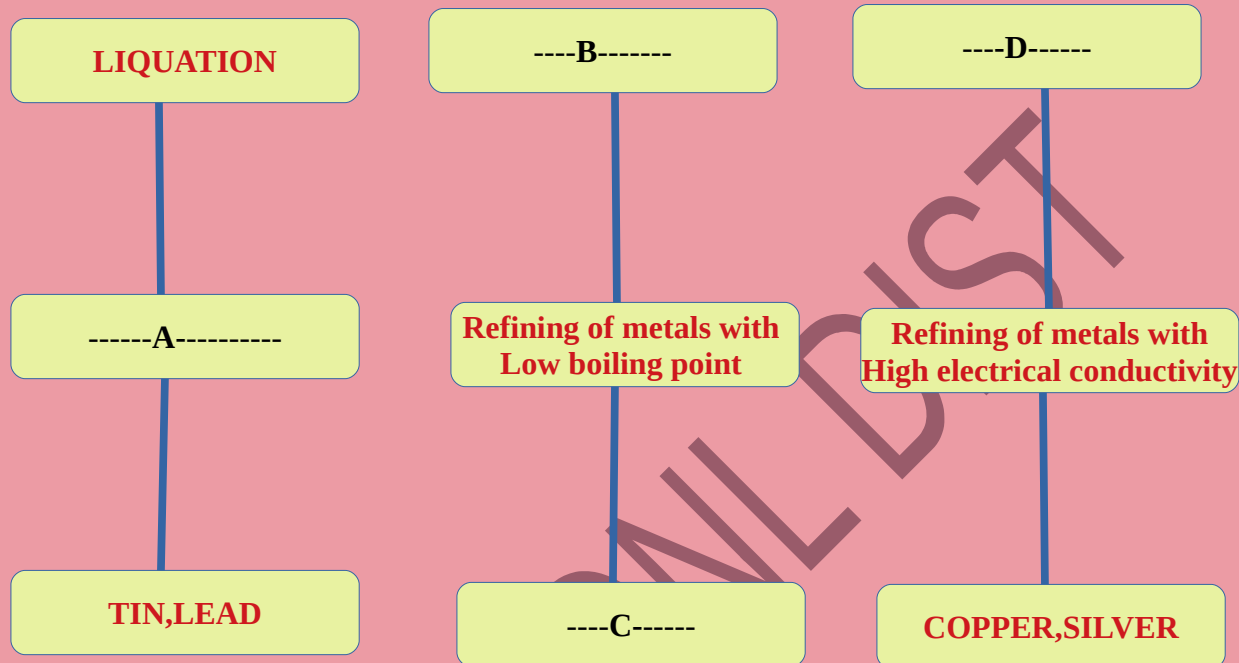 LIQUATION
----B-------
----D------
------A----------
Refining of metals with
Low boiling point
Refining of metals with
High electrical conductivity
TIN,LEAD
----C------
COPPER,SILVER
DIST